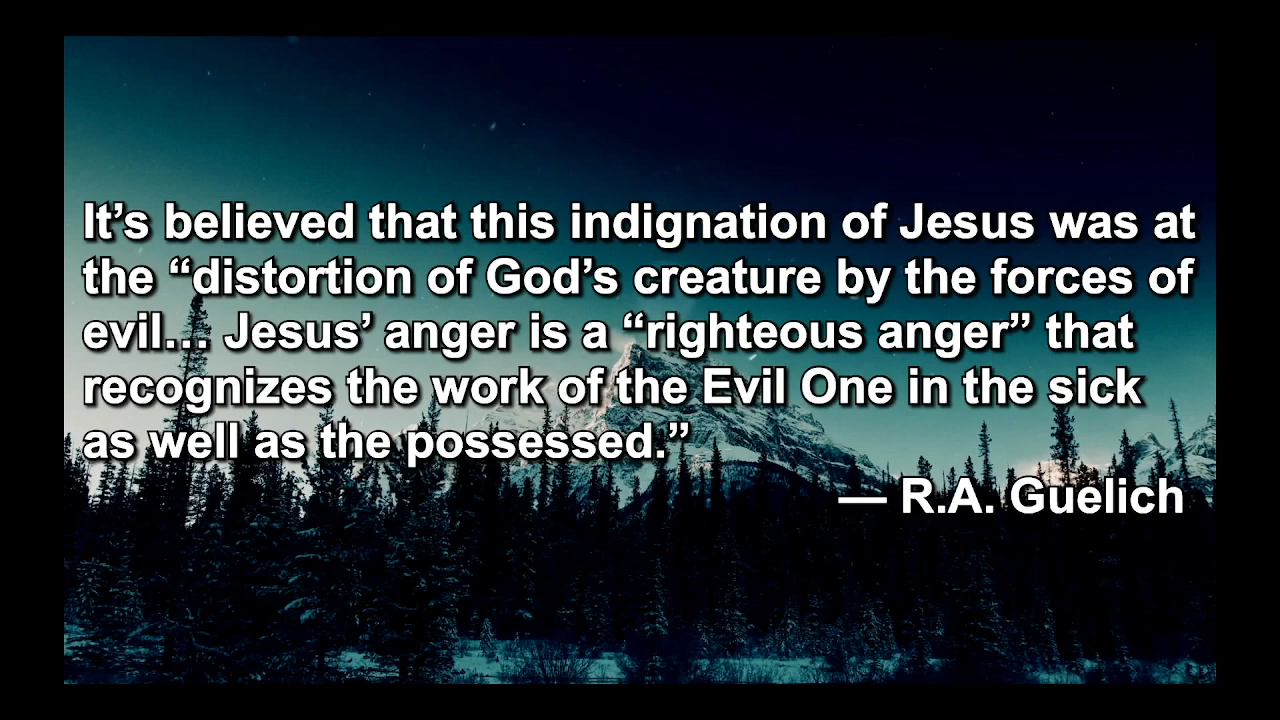 It’s believed that this indignation of Jesus was at
the “distortion of God’s creature by the forces of
evil… Jesus’ anger is a “righteous anger” that
recognizes the work of the Evil One in the sick
as well as the possessed.”
— R.A. Guelich